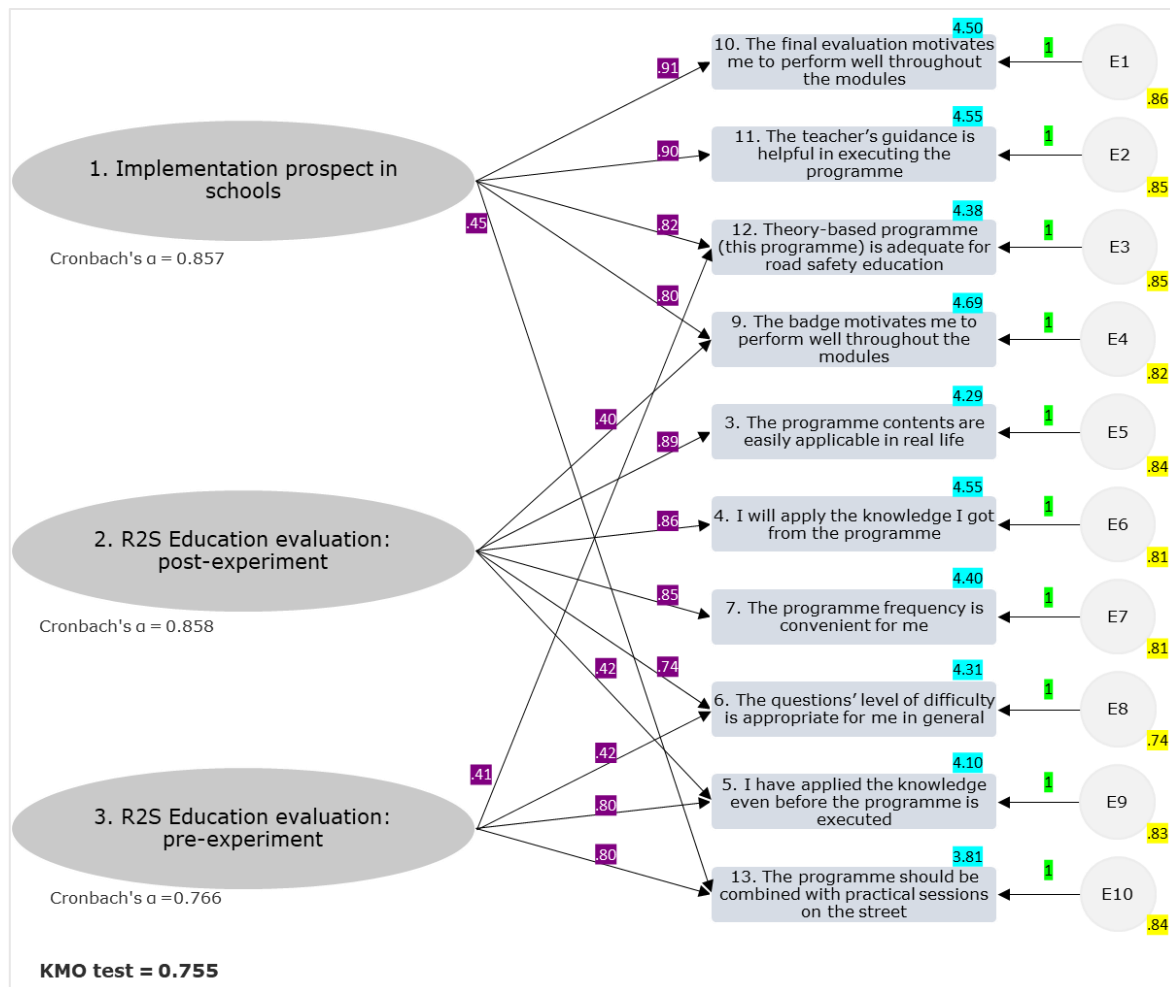 4.50
10. The final evaluation motivates
me to perform well throughout
the modules
1
E1
.86
.91
4.55
11. The teacher's guidance is
helpful in executing the
programme
1
E2
.85
.90
1. Implementation prospect in
schools
Cronbach's α = 0.857
.45
.82
4.38
12. Theory-based programme
(this programme) is adequate for
road safety education
1
E3
.85
.80
4.69
9. The badge motivates me to
perform well throughout the
modules
1
E4
.82
.40
.89
4.29
3. The programme contents are
easily applicable in real life
1
E5
.84
2. R2S Education evaluation:
post-experiment
Cronbach's α = 0.858
.86
4.55
4. I will apply the knowledge I got
from the programme
1
E6
.81
.85
4.40
7. The programme frequency is
convenient for me
1
E7
.81
.42
.74
4.31
6. The questions' level of difficulty
is appropriate for me in general
1
E8
.74
.41
.42
4.10
5. I have applied the knowledge
even before the programme is
executed
1
E9
.83
.80
3. R2S Education evaluation:
pre-experiment
Cronbach's α =0.766
.80
3.81
13. The programme should be
combined with practical sessions
on the street
1
E10
.84
KMO test = 0.755